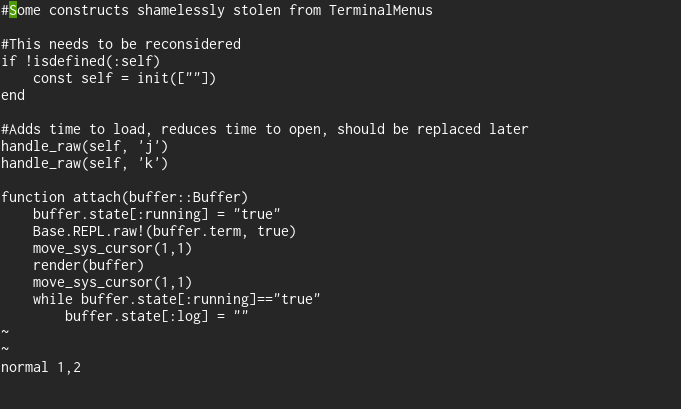 #Some constructs shamelessly stolen from TerminalMenus

#This needs to be reconsidered
if !isdefined(:self)
    const self = init([""])
end

#Adds time to load, reduces time to open, should be replaced later
handle_raw(self, 'j')
handle_raw(self, 'k')

function attach(buffer::Buffer)
    buffer.state[:running] = "true"
    Base.REPL.raw!(buffer.term, true)
    move_sys_cursor(1,1)
    render(buffer)
    move_sys_cursor(1,1)
    while buffer.state[:running]=="true"
        buffer.state[:log] = ""
~
~
normal 1,2